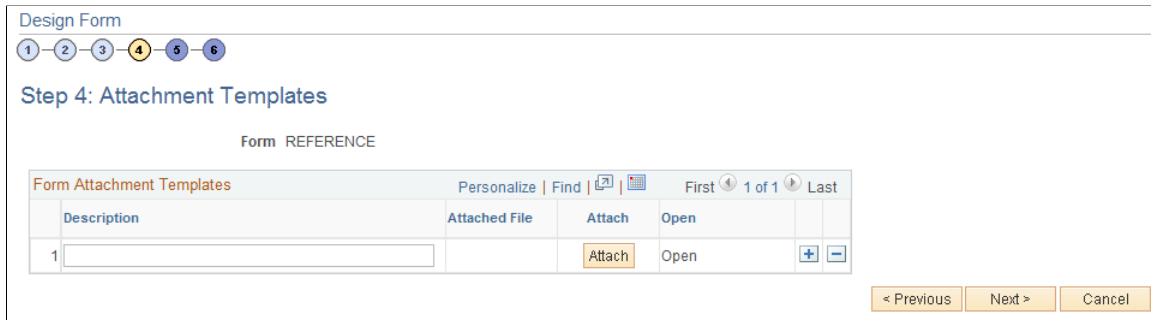 Design Form
1 2 3 4 5 6
Step 4: Attachment Templates
Form REFERENCE
Form Attachment Templates Personalize | Find | | First 1 of 1 Last
Description Attached File Attach Open
1 Attach Open + −
< Previous Next > Cancel